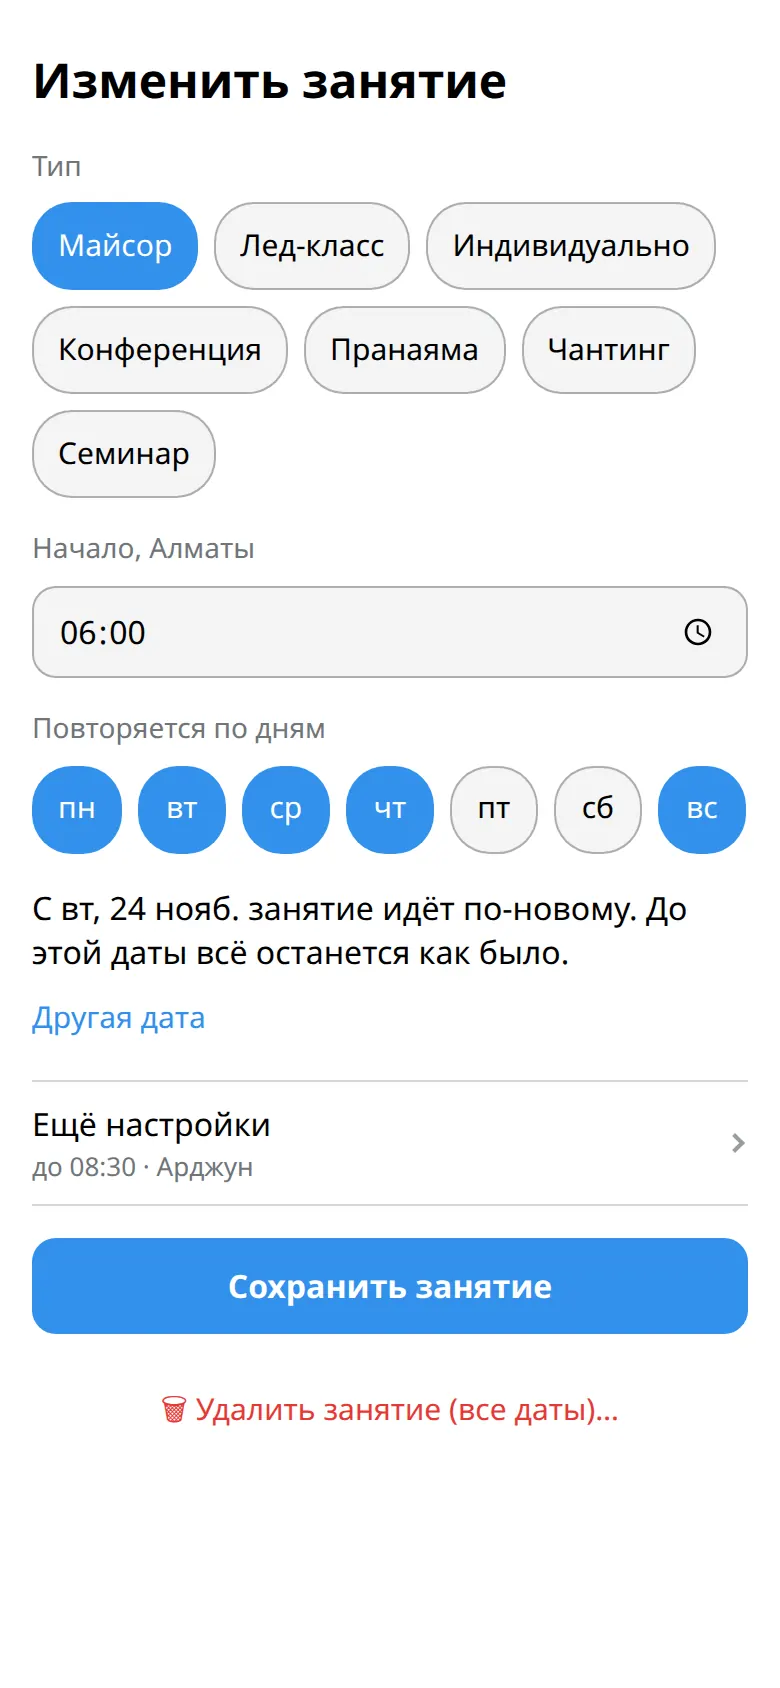 Изменить занятие
Тип
Майсор Лед-класс Индивидуально
Конференция Пранаяма Чантинг
Семинар
Начало, Алматы
06:00
Повторяется по дням
пн вт ср чт пт сб вс
С вт, 24 нояб. занятие идёт по-новому. До
этой даты всё останется как было.
Другая дата
Ещё настройки
до 08:30 · Арджун
Сохранить занятие
Удалить занятие (все даты)...